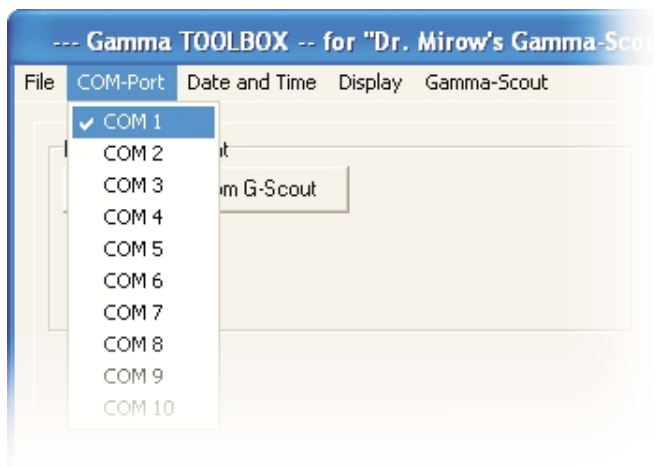 --- Gamma TOOLBOX -- for "Dr. Mirow's Gamma-Sco
File COM-Port Date and Time Display Gamma-Scout
COM 1
COM 2
COM 3
om G-Scout
COM 4
COM 5
COM 6
COM 7
COM 8
COM 9
COM 10